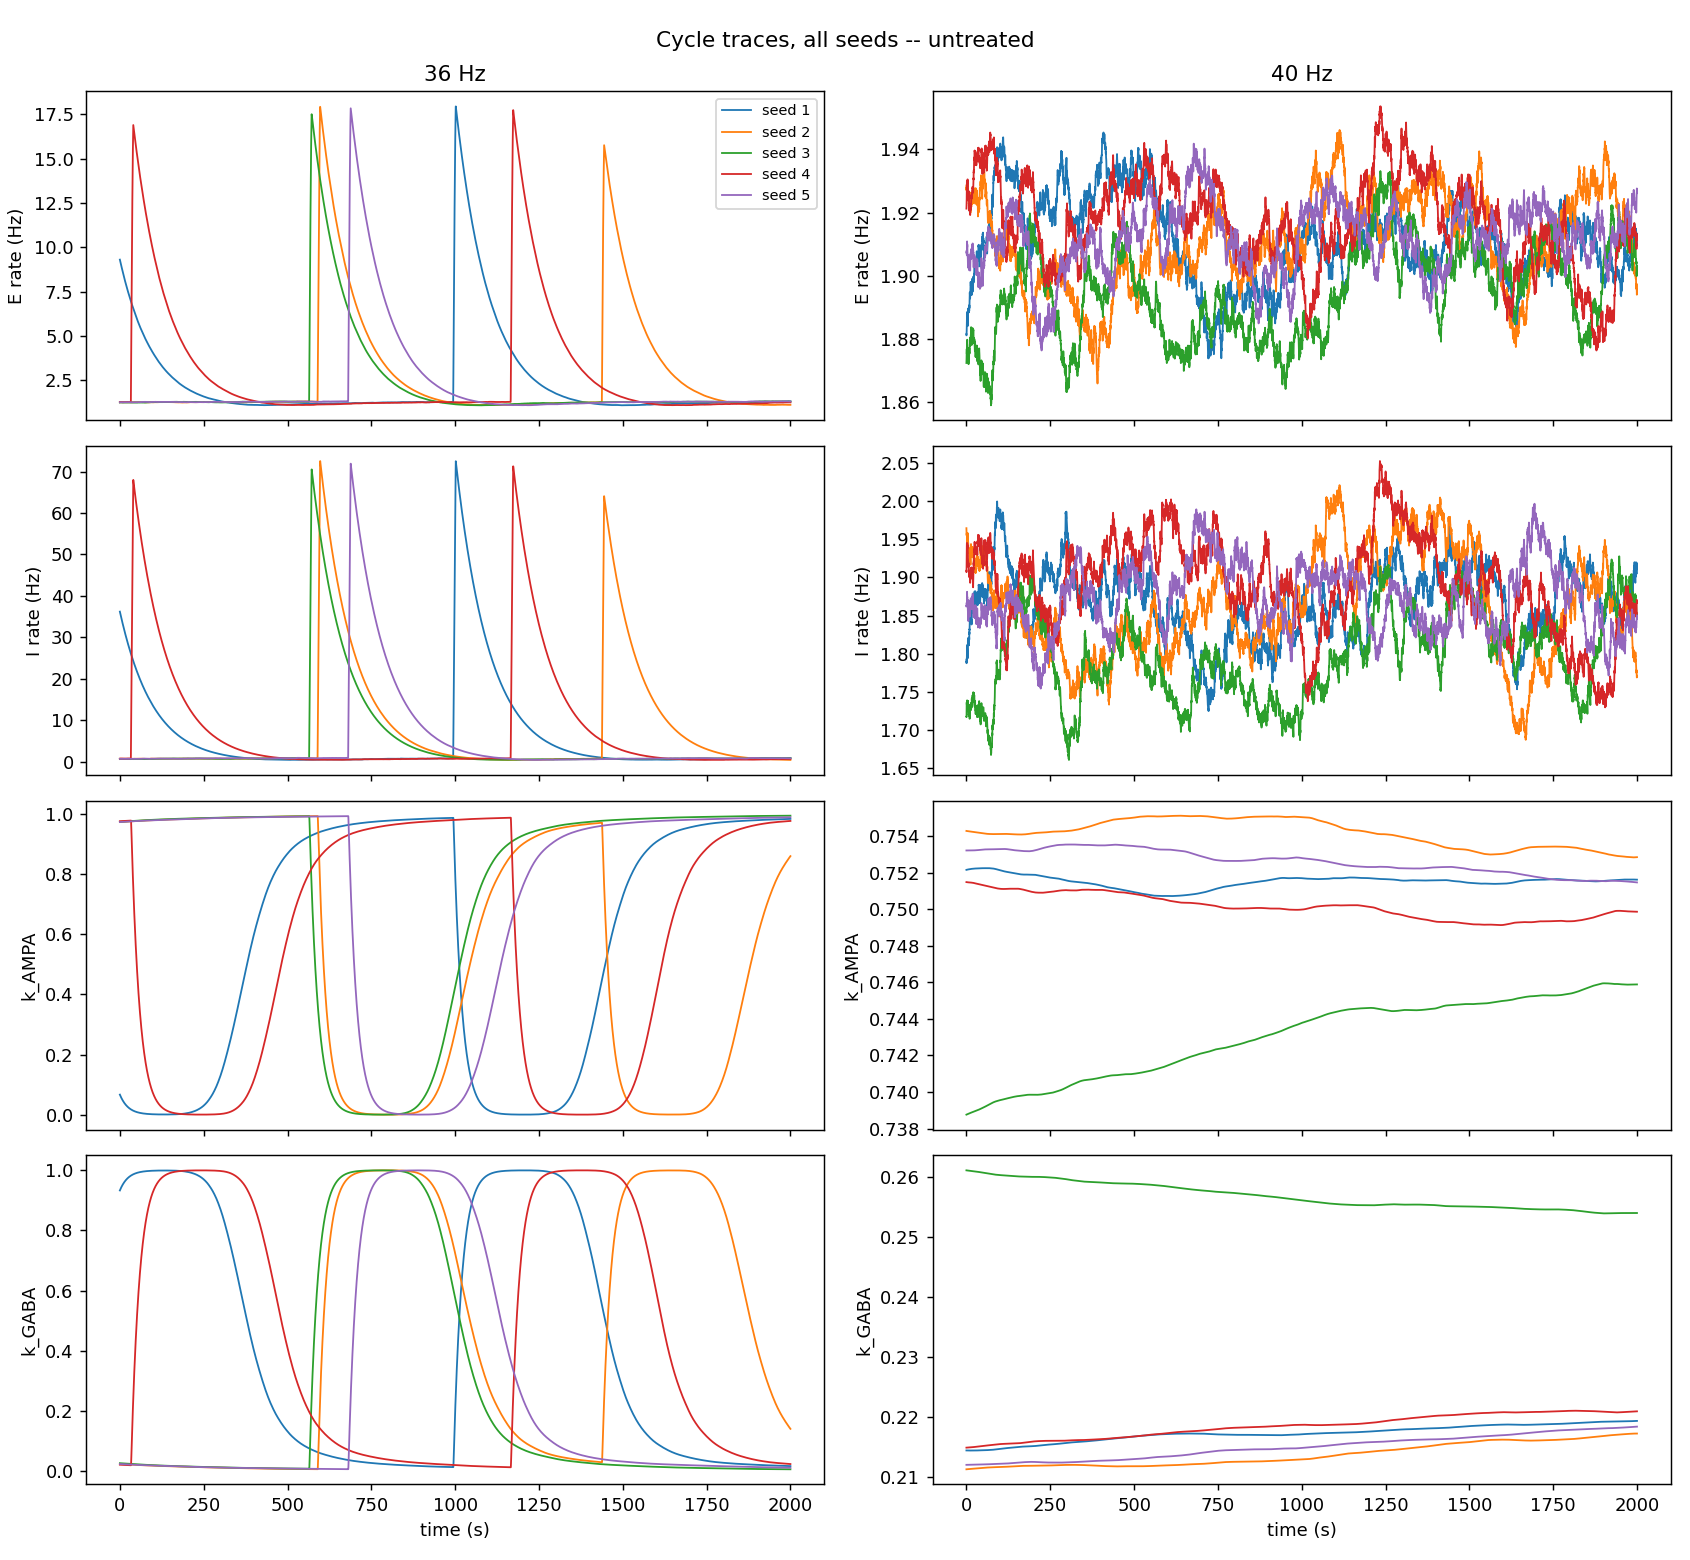 Cycle traces, all seeds -- untreated
36 Hz
40 Hz
E rate (Hz)
17.5
15.0
12.5
10.0
7.5
5.0
2.5
seed 1
seed 2
seed 3
seed 4
seed 5
E rate (Hz)
1.94
1.92
1.90
1.88
1.86
I rate (Hz)
70
60
50
40
30
20
10
0
I rate (Hz)
2.05
2.00
1.95
1.90
1.85
1.80
1.75
1.70
1.65
k_AMPA
1.0
0.8
0.6
0.4
0.2
0.0
k_AMPA
0.754
0.752
0.750
0.748
0.746
0.744
0.742
0.740
0.738
k_GABA
1.0
0.8
0.6
0.4
0.2
0.0
0 250 500 750 1000 1250 1500 1750 2000
time (s)
k_GABA
0.26
0.25
0.24
0.23
0.22
0.21
0 250 500 750 1000 1250 1500 1750 2000
time (s)